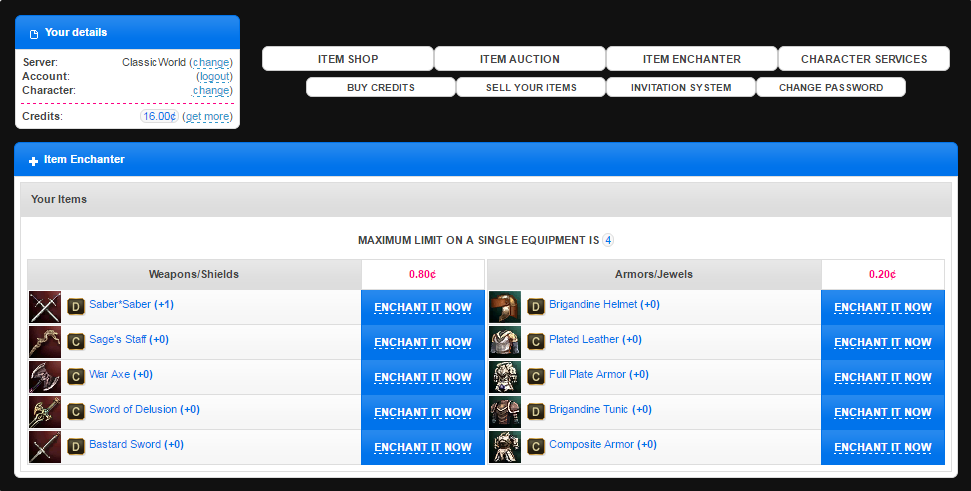 Your details
Server: ClassicWorld (change)
Account: (logout)
Character: change)
Credits: 16.00¢ (get more)
ITEM SHOP ITEM AUCTION ITEM ENCHANTER CHARACTER SERVICES
BUY CREDITS SELL YOUR ITEMS INVITATION SYSTEM CHANGE PASSWORD
Item Enchanter
Your Items
MAXIMUM LIMIT ON A SINGLE EQUIPMENT IS 4
Weapons/Shields 0.80¢ Armors/Jewels 0.20¢
D Saber*Saber (+1) ENCHANT IT NOW D Brigandine Helmet (+0) ENCHANT IT NOW
C Sage's Staff (+0) ENCHANT IT NOW C Plated Leather (+0) ENCHANT IT NOW
C War Axe (+0) ENCHANT IT NOW C Full Plate Armor (+0) ENCHANT IT NOW
C Sword of Delusion (+0) ENCHANT IT NOW D Brigandine Tunic (+0) ENCHANT IT NOW
D Bastard Sword (+0) ENCHANT IT NOW C Composite Armor (+0) ENCHANT IT NOW